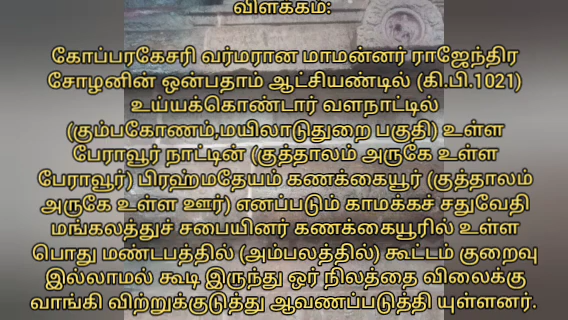 விளக்கம்:
கோப்பரகேசரி வர்மரான மாமன்னர் ராஜேந்திர
சோழனின் ஒன்பதாம் ஆட்சியண்டில் (கி.பி.1021)
உய்யக்கொண்டார் வளநாட்டில்
(கும்பகோணம்,மயிலாடுதுறை பகுதி) உள்ள
பேராவூர் நாட்டின் (குத்தாலம் அருகே உள்ள
பேராவூர்) பிரஹ்மதேயம் கணக்கையூர் (குத்தாலம்
அருகே உள்ள ஊர்) எனப்படும் காமக்கச் சதுவேதி
மங்கலத்துச் சபையினர் கணக்கையூரில் உள்ள
பொது மண்டபத்தில் (அம்பலத்தில்) கூட்டம் குறைவு
இல்லாமல் கூடி இருந்து ஒர் நிலத்தை விலைக்கு
வாங்கி விற்றுக்குடுத்து ஆவணப்படுத்தி யுள்ளனர்.